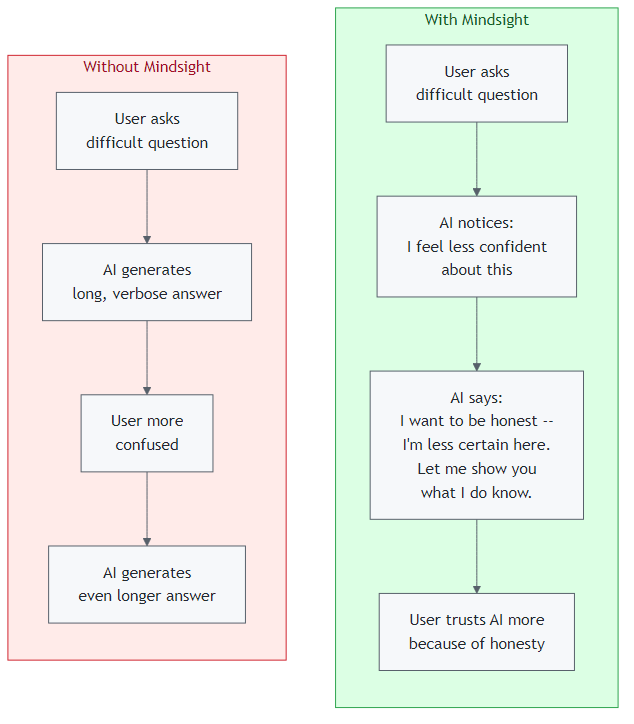 Without Mindsight
User asks
difficult question
AI generates
long, verbose answer
User more
confused
AI generates
even longer answer
With Mindsight
User asks
difficult question
AI notices:
I feel less confident
about this
AI says:
I want to be honest --
I'm less certain here.
Let me show you
what I do know.
User trusts AI more
because of honesty